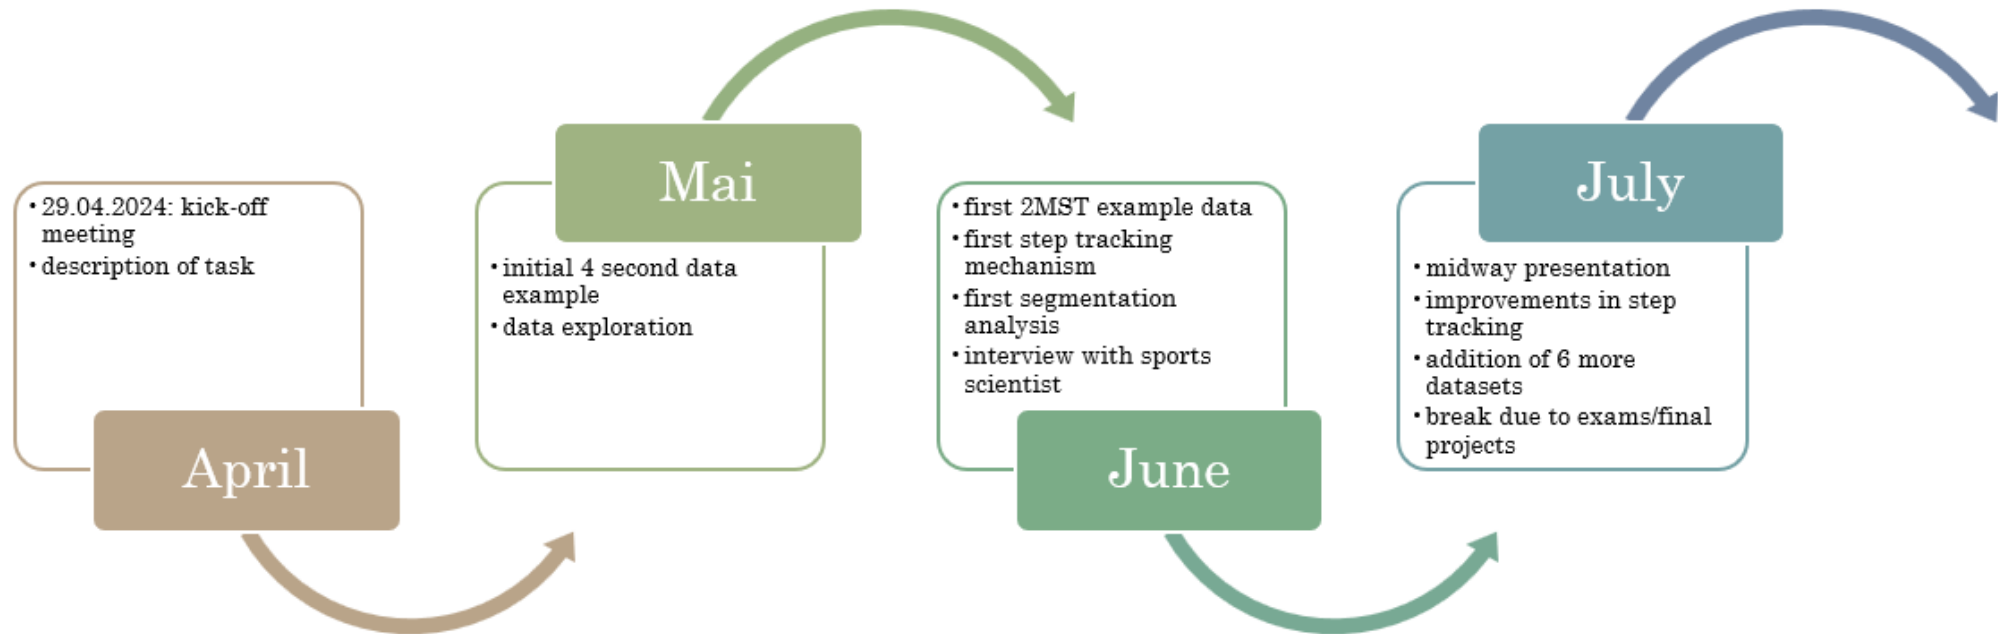 • 29.04.2024: kick-off
meeting
• description of task
April
Mai
• initial 4 second data
example
• data exploration
• first 2MST example data
• first step tracking
mechanism
• first segmentation
analysis
• interview with sports
scientist
June
July
• midway presentation
• improvements in step
tracking
• addition of 6 more
datasets
• break due to exams/final
projects